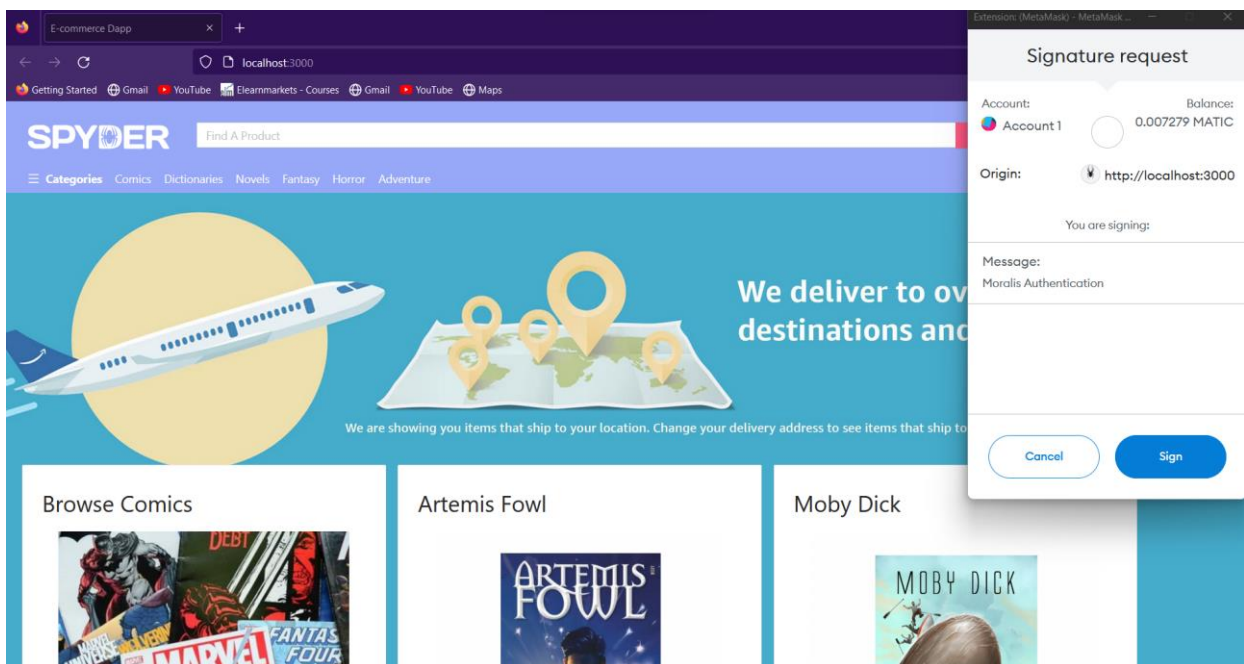 E-commerce Dapp
localhost:3000
Getting Started Gmail YouTube Elearnmarkets - Courses Gmail YouTube Maps
SPYDER
Find A Product
Categories Comics Dictionaries Novels Fantasy Horror Adventure
We deliver to ov
destinations and
We are showing you items that ship to your location. Change your delivery address to see items that ship to
Browse Comics
DEBT
WOLVERINE
MARVEL
FANTAS
FOUR
Artemis Fowl
ARTEMIS
FOWL
Moby Dick
MOBY DICK
Extension: (MetaMask) - MetaMask ...
Signature request
Account: Balance:
Account 1 0.007279 MATIC
Origin: http://localhost:3000
You are signing:
Message:
Moralis Authentication
Cancel Sign